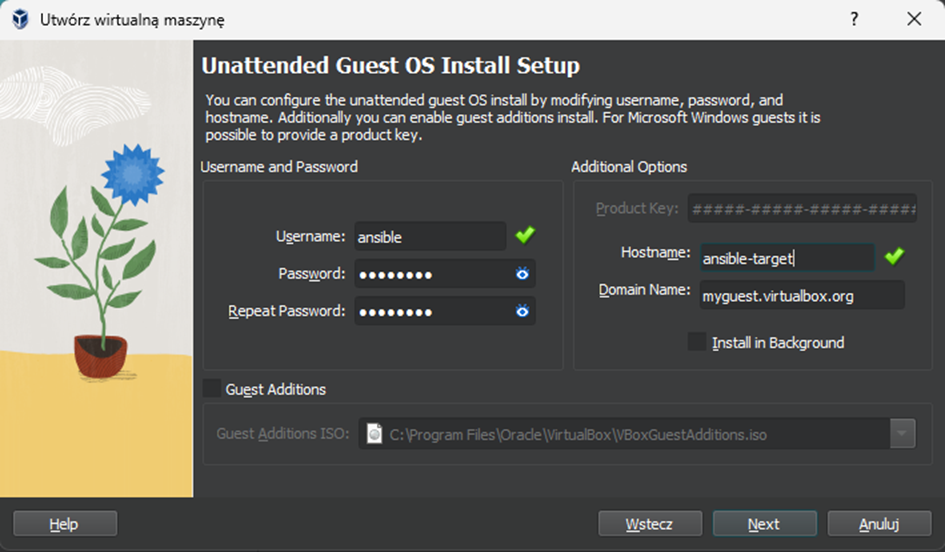 Utwórz wirtualną maszynę
?
Unattended Guest OS Install Setup
You can configure the unattended guest OS install by modifying username, password, and
hostname. Additionally you can enable guest additions install. For Microsoft Windows guests it is
possible to provide a product key.
Username and Password
Additional Options
Product Key: #####-#####-#####-#####
Username: ansible
Hostname: ansible-target
Password: ●●●●●●●●
Domain Name: myguest.virtualbox.org
Repeat Password: ●●●●●●●●
Install in Background
Guest Additions
Guest Additions ISO: C:\Program Files\Oracle\VirtualBox\VBoxGuestAdditions.iso
Help
Wstecz
Next
Anuluj